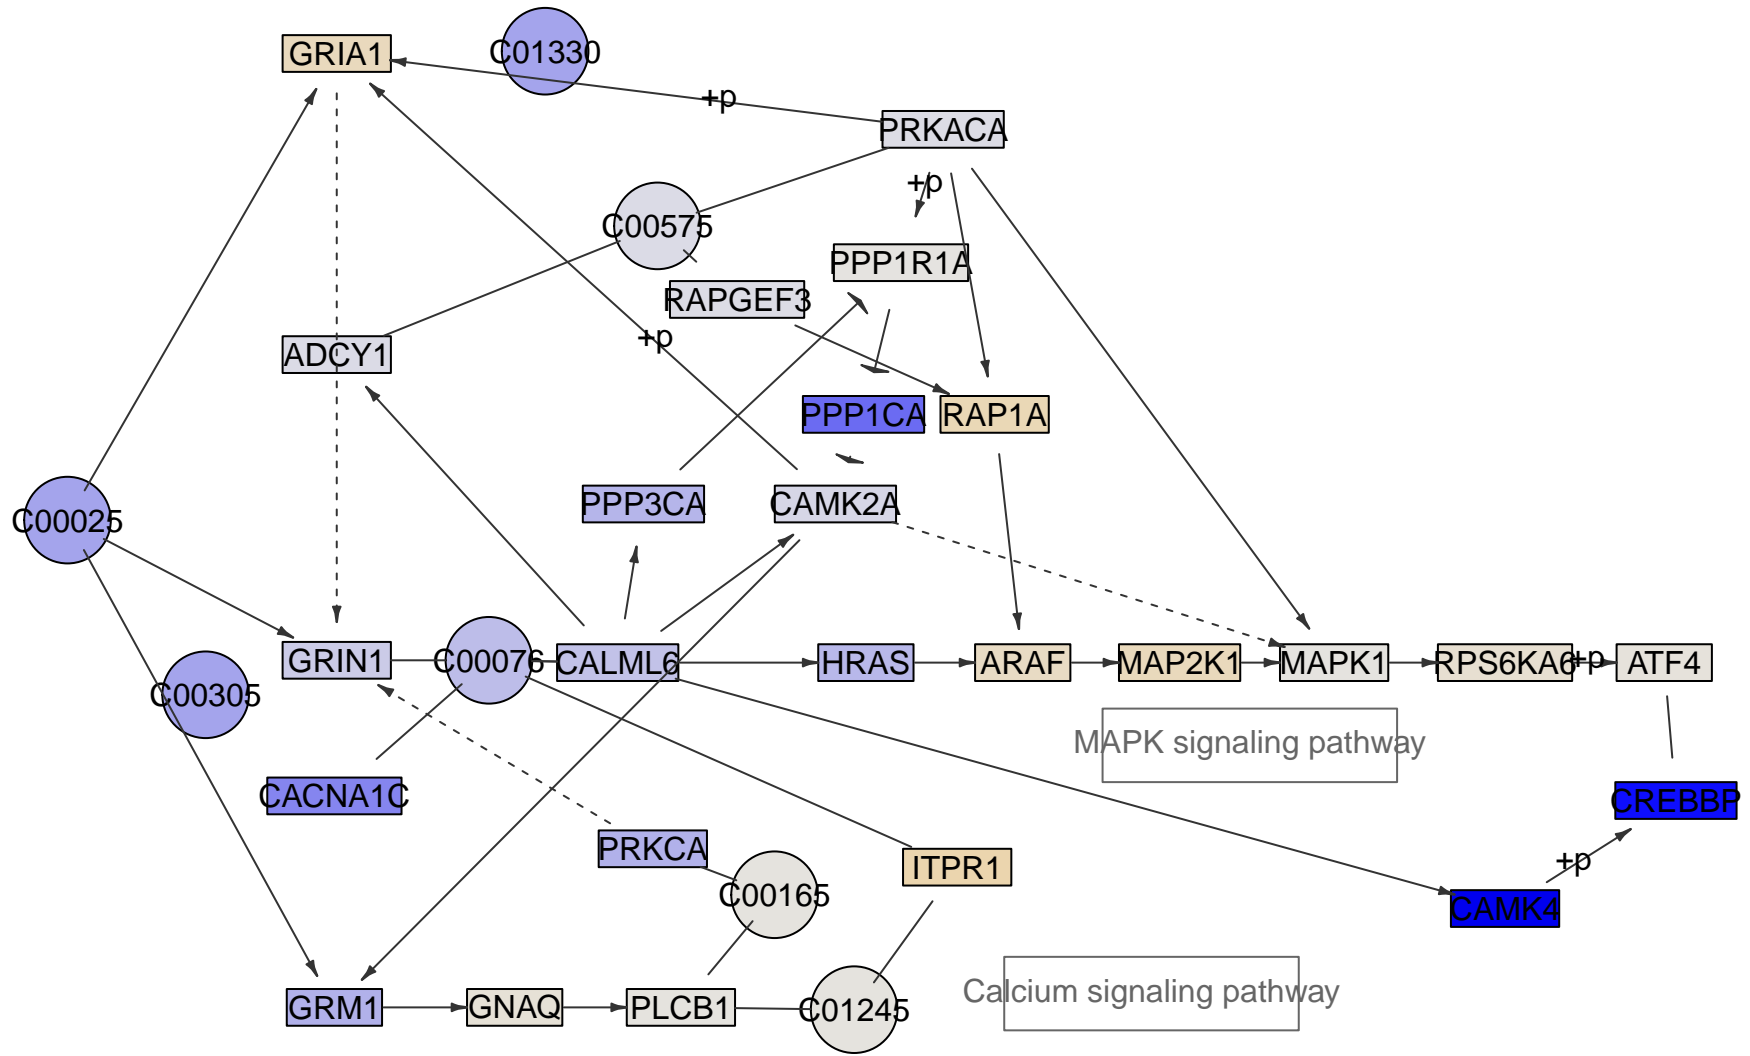 GRIA1
C01330
+p
PRKACA
+p
C00575
PPP1R1A
RAPGEF3
+p
ADCY1
PPP1CA
RAP1A
PPP3CA
CAMK2A
C00025
GRIN1
C00076
CALML6
HRAS
ARAF
MAP2K1
MAPK1
RPS6KA6
+p
ATF4
C00305
MAPK signaling pathway
CACNA1C
CREBBP
PRKCA
ITPR1
+p
C00165
CAMK4
Calcium signaling pathway
GRM1
GNAQ
PLCB1
C01245